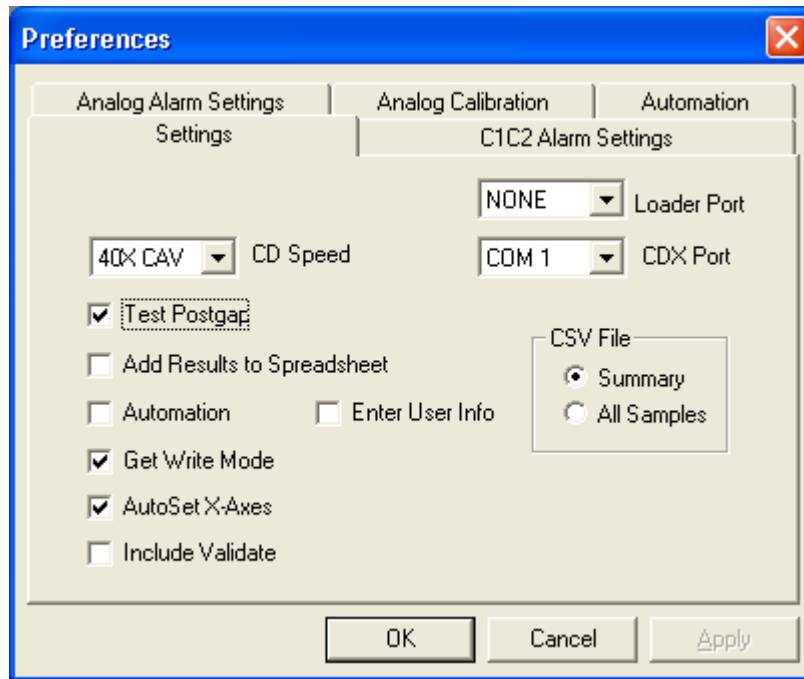 Preferences
Analog Alarm Settings
Analog Calibration
Automation
Settings
C1C2 Alarm Settings
NONE
Loader Port
40X CAV
CD Speed
COM 1
CDX Port
Test Postgap
CSV File
Add Results to Spreadsheet
Summary
Automation
Enter User Info
All Samples
Get Write Mode
AutoSet X-Axes
Include Validate
OK
Cancel
Apply